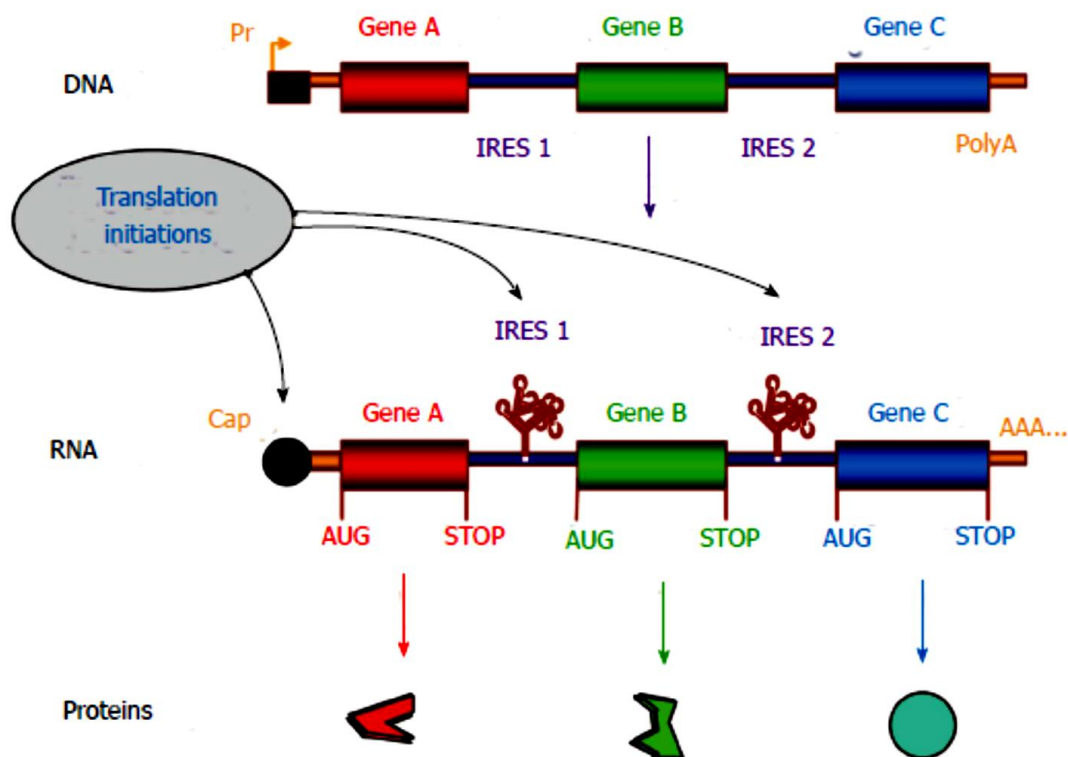 Pr
Gene A
Gene B
Gene C
DNA
IRES 1
IRES 2
PolyA
Translation
initiations
IRES 1
IRES 2
Cap
Gene A
Gene B
Gene C
AAA...
RNA
AUG
STOP
AUG
STOP
AUG
STOP
Proteins